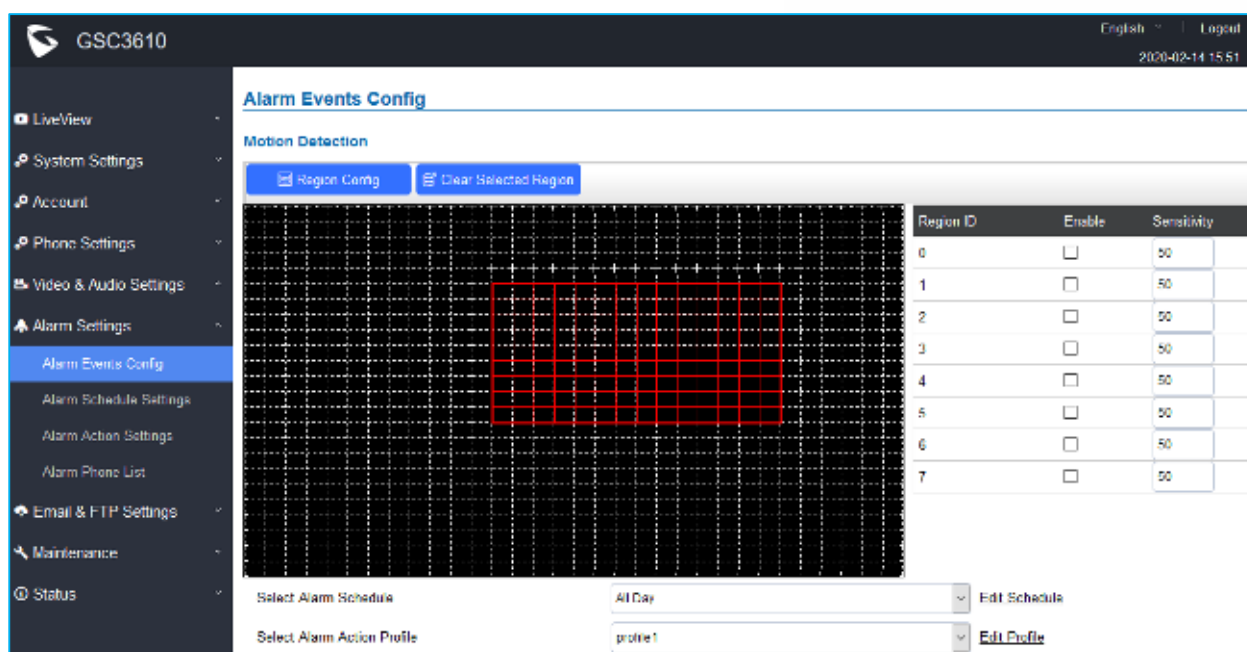 GSC3610
English | Logout
2020-02-14 15:51
LiveView
System Settings
Account
Phone Settings
Video & Audio Settings
Alarm Settings
Alarm Events Config
Alarm Schedule Settings
Alarm Action Settings
Alarm Phone List
Email & FTP Settings
Maintenance
Status
Alarm Events Config
Motion Detection
Region Config Clear Selected Region
Region ID Enable Sensitivity
0 50
1 50
2 50
3 50
4 50
5 50
6 50
7 50
Select Alarm Schedule All Day Edit Schedule
Select Alarm Action Profile profile1 Edit Profile